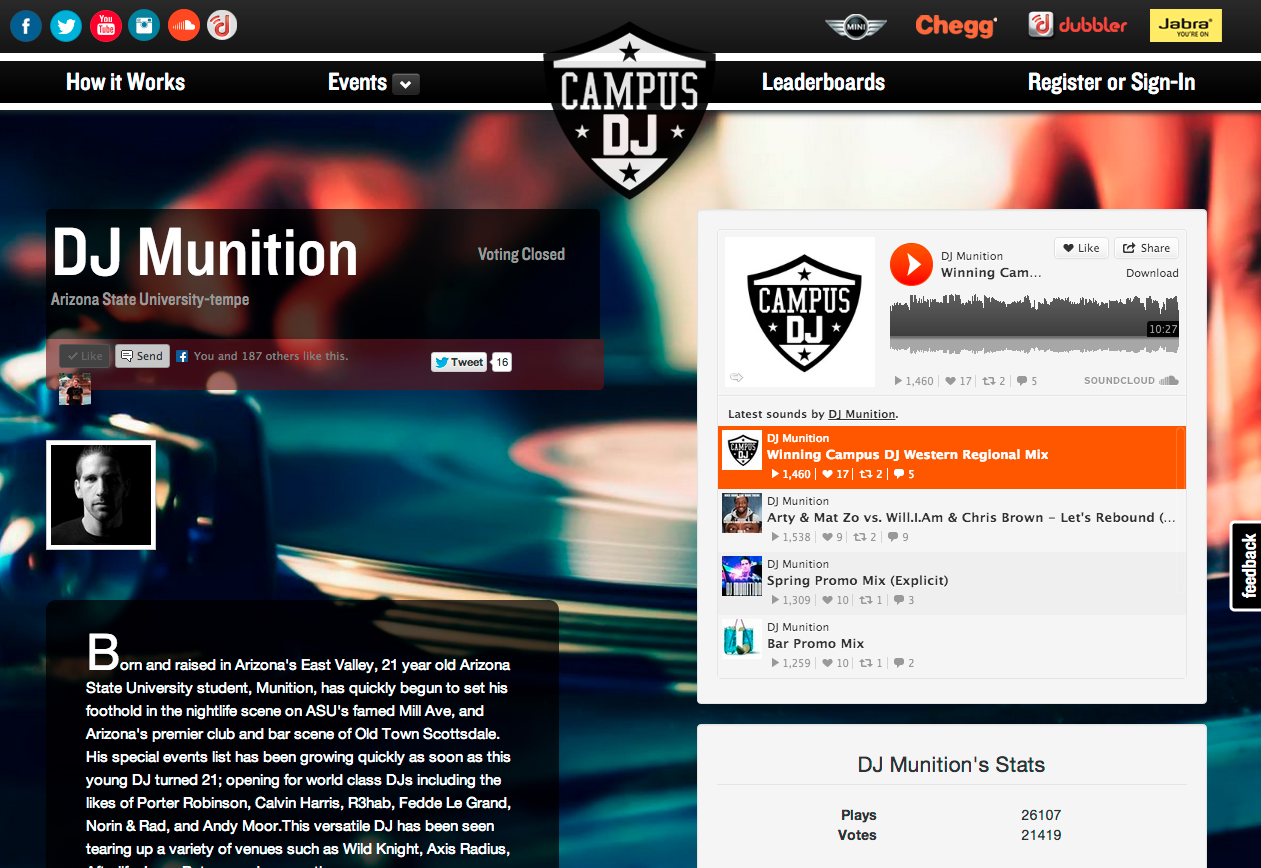 You Tube
MINI
Chegg
dubbler
Jabra
YOU'RE ON
How it Works
Events
CAMPUS
DJ
Leaderboards
Register or Sign-In
DJ Munition
Voting Closed
Arizona State University-tempe
Like
Send
You and 187 others like this.
Tweet
16
Born and raised in Arizona's East Valley, 21 year old Arizona
State University student, Munition, has quickly begun to set his
foothold in the nightlife scene on ASU's famed Mill Ave, and
Arizona's premier club and bar scene of Old Town Scottsdale.
His special events list has been growing quickly as soon as this
young DJ turned 21; opening for world class DJs including the
likes of Porter Robinson, Calvin Harris, R3hab, Fedde Le Grand,
Norin & Rad, and Andy Moor.This versatile DJ has been seen
tearing up a variety of venues such as Wild Knight, Axis Radius,
CAMPUS
DJ
DJ Munition
Winning Cam...
Like
Share
Download
10:27
1,460 17 2 5
SOUNDCLOUD
Latest sounds by DJ Munition.
CAMPUS
DJ
DJ Munition
Winning Campus DJ Western Regional Mix
1,460 17 2 5
DJ Munition
Arty & Mat Zo vs. Will.I.Am & Chris Brown - Let's Rebound (...
1,538 9 2 9
DJ MUNITION
DJ Munition
Spring Promo Mix (Explicit)
1,309 10 1 3
DJ Munition
Bar Promo Mix
1,259 10 1 2
feedback
DJ Munition's Stats
Plays 26107
Votes 21419